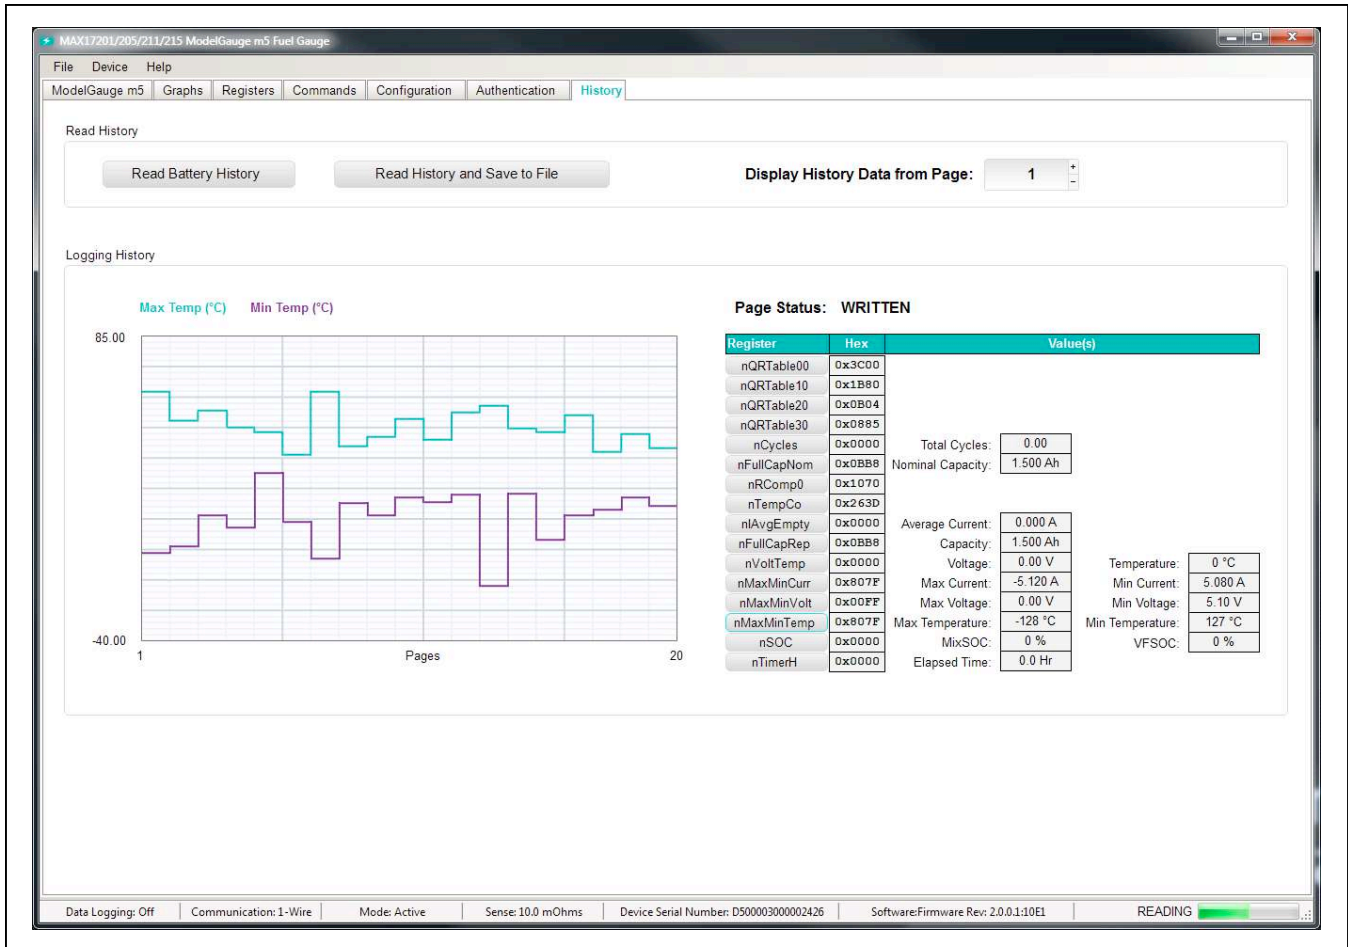 MAX17201/205/211/215 ModelGauge m5 Fuel Gauge
File Device Help
ModelGauge m5 Graphs Registers Commands Configuration Authentication History
Read History
Read Battery History Read History and Save to File Display History Data from Page: 1 + -
Logging History
Max Temp (°C) Min Temp (°C) Page Status: WRITTEN
85.00
-40.00
1 Pages 20
Register Hex Value(s)
nQRTable00 0x3C00
nQRTable10 0x1B80
nQRTable20 0x0B04
nQRTable30 0x0885
nCycles 0x0000 Total Cycles: 0.00
nFullCapNom 0x0BB8 Nominal Capacity: 1.500 Ah
nRComp0 0x1070
nTempCo 0x263D
nIAvgEmpty 0x0000 Average Current: 0.000 A
nFullCapRep 0x0BB8 Capacity: 1.500 Ah
nVoltTemp 0x0000 Voltage: 0.00 V Temperature: 0 °C
nMaxMinCurr 0x807F Max Current: -5.120 A Min Current: 5.080 A
nMaxMinVolt 0x00FF Max Voltage: 0.00 V Min Voltage: 5.10 V
nMaxMinTemp 0x807F Max Temperature: -128 °C Min Temperature: 127 °C
nSOC 0x0000 MixSOC: 0 % VFSOC: 0 %
nTimerH 0x0000 Elapsed Time: 0.0 Hr
Data Logging: Off Communication: 1-Wire Mode: Active Sense: 10.0 mOhms Device Serial Number: D500003000002426 Software:Firmware Rev: 2.0.0.1:10E1 READING